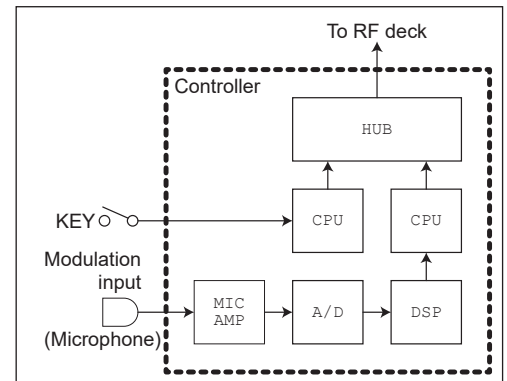 To RF deck
Controller
HUB
KEY
CPU
CPU
Modulation
input
(Microphone)
MIC
AMP
A/D
DSP